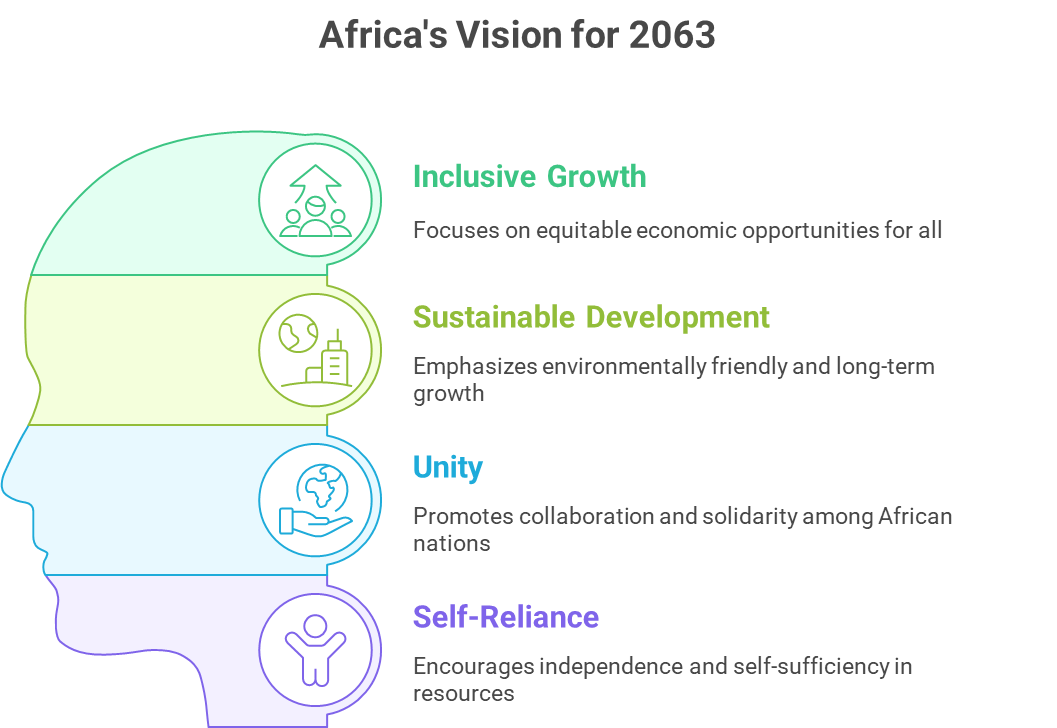 Africa's Vision for 2063
Inclusive Growth
Focuses on equitable economic opportunities for all
Sustainable Development
Emphasizes environmentally friendly and long-term
growth
Unity
Promotes collaboration and solidarity among African
nations
Self-Reliance
Encourages independence and self-sufficiency in
resources